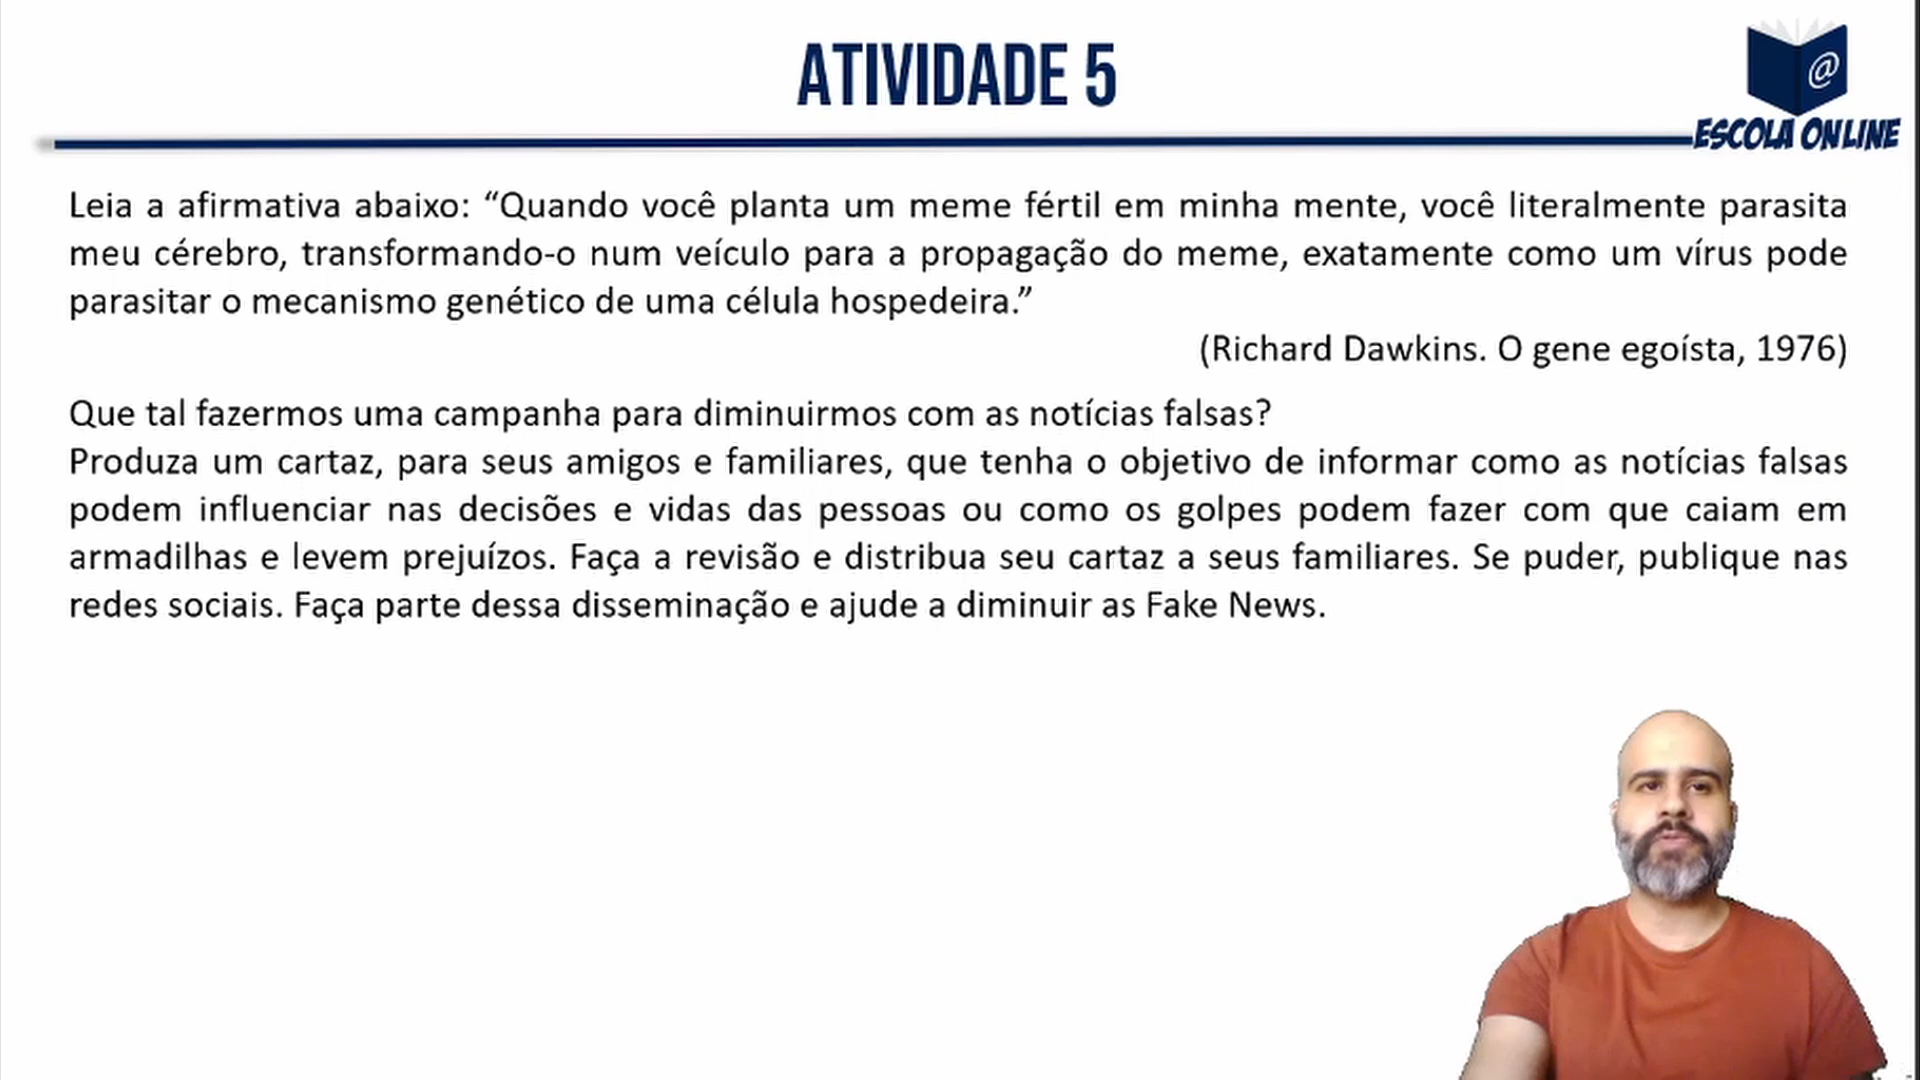 ATIVIDADE 5
@
ESCOLA ONLINE
Leia a afirmativa abaixo: “Quando você planta um meme fértil em minha mente, você literalmente parasita
meu cérebro, transformando-o num veículo para a propagação do meme, exatamente como um vírus pode
parasitar o mecanismo genético de uma célula hospedeira.”
(Richard Dawkins. O gene egoísta, 1976)
Que tal fazermos uma campanha para diminuirmos com as notícias falsas?
Produza um cartaz, para seus amigos e familiares, que tenha o objetivo de informar como as notícias falsas
podem influenciar nas decisões e vidas das pessoas ou como os golpes podem fazer com que caiam em
armadilhas e levem prejuízos. Faça a revisão e distribua seu cartaz a seus familiares. Se puder, publique nas
redes sociais. Faça parte dessa disseminação e ajude a diminuir as Fake News.